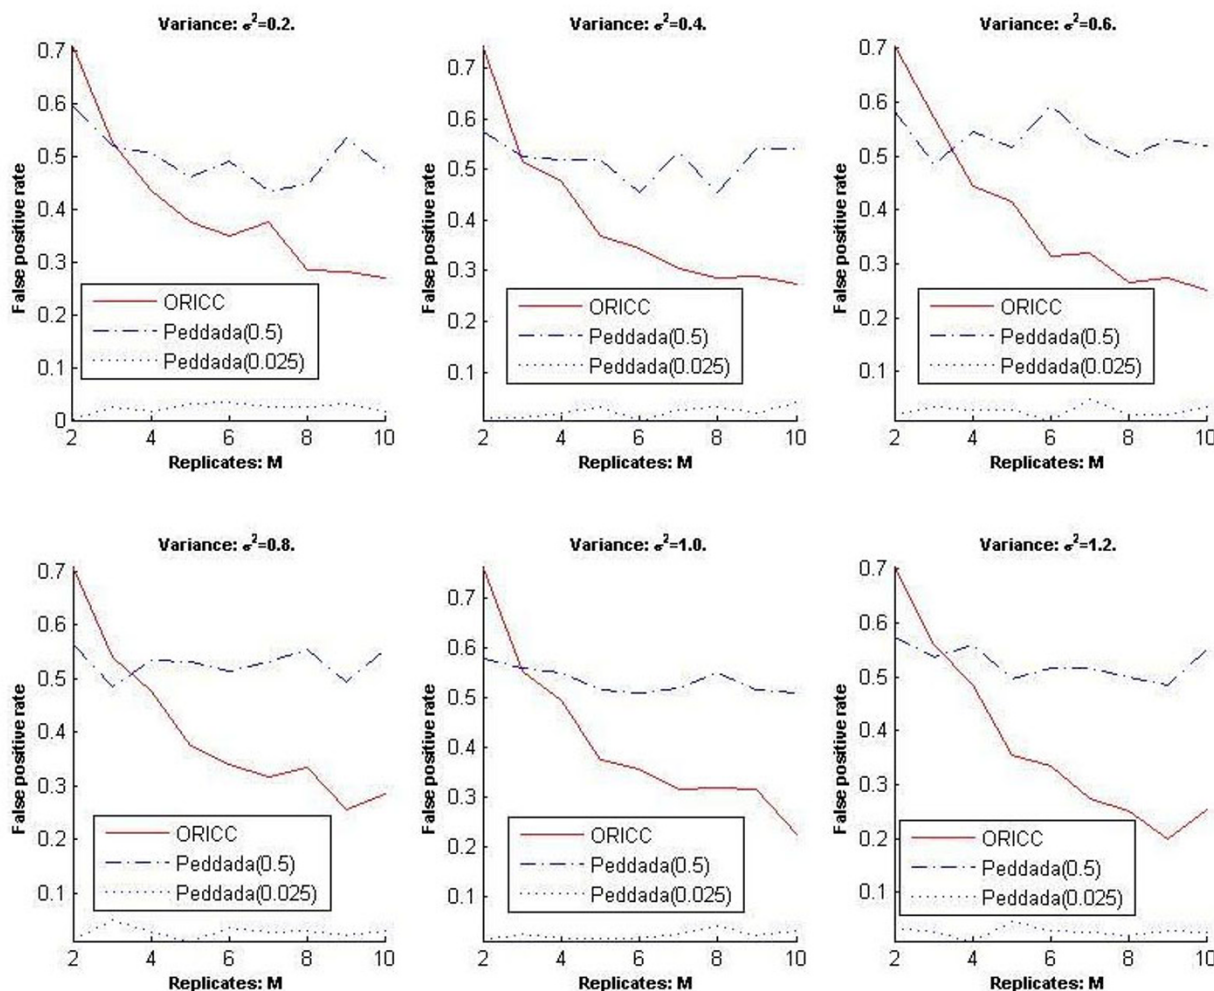 Variance: σ²=0.2.
False positive rate
0.7
0.6
0.5
0.4
0.3
0.2
0.1
0
ORICC
Peddada(0.5)
Peddada(0.025)
2 4 6 8 10
Replicates: M
Variance: σ²=0.4.
False positive rate
0.7
0.6
0.5
0.4
0.3
0.2
0.1
ORICC
Peddada(0.5)
Peddada(0.025)
2 4 6 8 10
Replicates: M
Variance: σ²=0.6.
False positive rate
0.7
0.6
0.5
0.4
0.3
0.2
0.1
ORICC
Peddada(0.5)
Peddada(0.025)
2 4 6 8 10
Replicates: M
Variance: σ²=0.8.
False positive rate
0.7
0.6
0.5
0.4
0.3
0.2
0.1
ORICC
Peddada(0.5)
Peddada(0.025)
2 4 6 8 10
Replicates: M
Variance: σ²=1.0.
False positive rate
0.7
0.6
0.5
0.4
0.3
0.2
0.1
ORICC
Peddada(0.5)
Peddada(0.025)
2 4 6 8 10
Replicates: M
Variance: σ²=1.2.
False positive rate
0.7
0.6
0.5
0.4
0.3
0.2
0.1
ORICC
Peddada(0.5)
Peddada(0.025)
2 4 6 8 10
Replicates: M